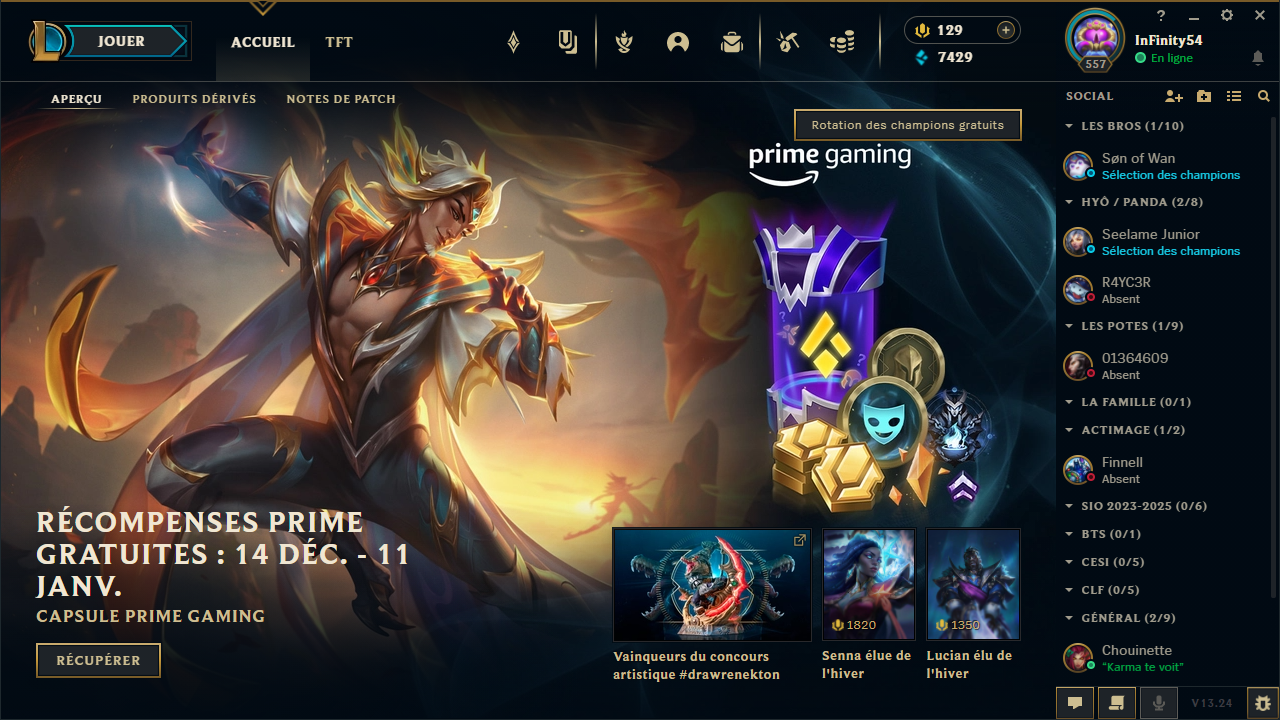 JOUER
ACCUEIL
TFT
129
7429
?
InFinity54
En ligne
557
APERÇU
PRODUITS DÉRIVÉS
NOTES DE PATCH
Rotation des champions gratuits
prime gaming
RÉCOMPENSES PRIME
GRATUITES : 14 DÉC. - 11
JANV.
CAPSULE PRIME GAMING
RÉCUPÉRER
1820
1350
Vainqueurs du concours
artistique #drawrenekton
Senna élue de
l'hiver
Lucian élu de
l'hiver
SOCIAL
LES BROS (1/10)
Søn of Wan
Sélection des champions
HYÔ / PANDA (2/8)
Seelame Junior
Sélection des champions
R4YC3R
Absent
LES POTES (1/9)
01364609
Absent
LA FAMILLE (0/1)
ACTIMAGE (1/2)
Finnell
Absent
SIO 2023-2025 (0/6)
BTS (0/1)
CESI (0/5)
CLF (0/5)
GÉNÉRAL (2/9)
Chouinette
“Karma te voit”
V13.24